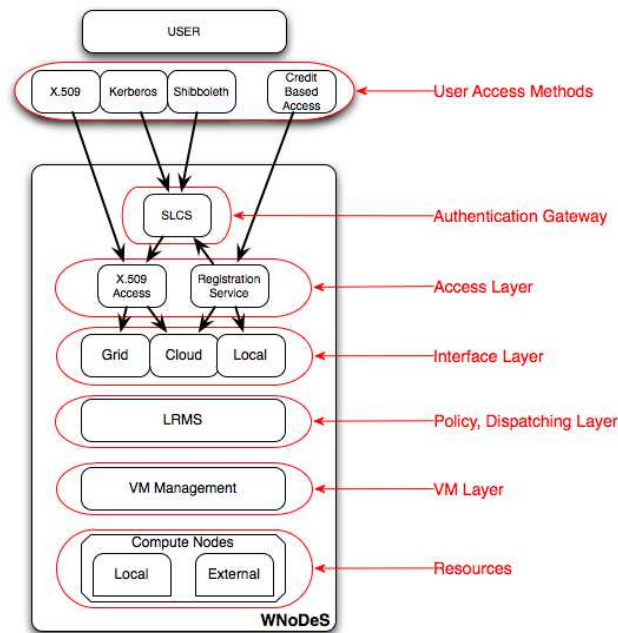 USER
X.509
Kerberos
Shibboleth
Credit
Based
Access
User Access Methods
SLCS
Authentication Gateway
X.509
Access
Registration
Service
Access Layer
Grid
Cloud
Local
Interface Layer
LRMS
Policy, Dispatching Layer
VM Management
VM Layer
Compute Nodes
Local
External
Resources
WNoDeS